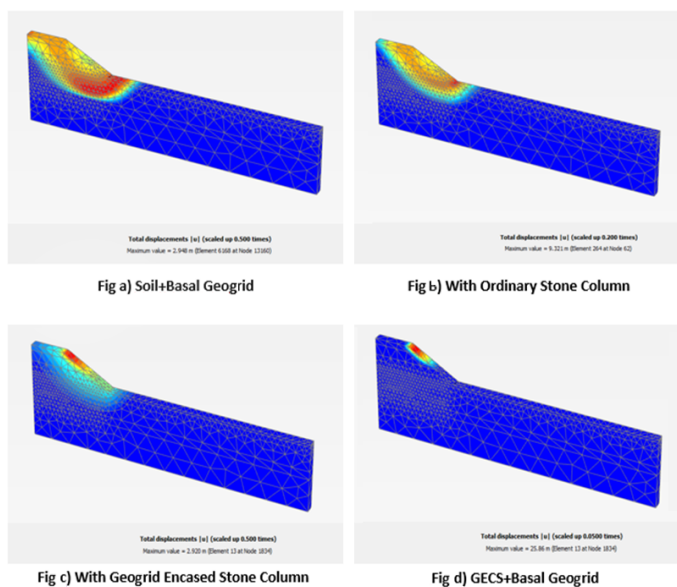 Total displacements |u| (scaled up 0.500 times)
Maximum value = 2.948 m (Element 6168 at Node 13160)
Fig a) Soil+Basal Geogrid
Total displacements |u| (scaled up 0.200 times)
Maximum value = 9.321 m (Element 264 at Node 62)
Fig b) With Ordinary Stone Column
Total displacements |u| (scaled up 0.500 times)
Maximum value = 2.920 m (Element 13 at Node 1834)
Fig c) With Geogrid Encased Stone Column
Total displacements |u| (scaled up 0.0500 times)
Maximum value = 25.86 m (Element 13 at Node 1834)
Fig d) GECS+Basal Geogrid